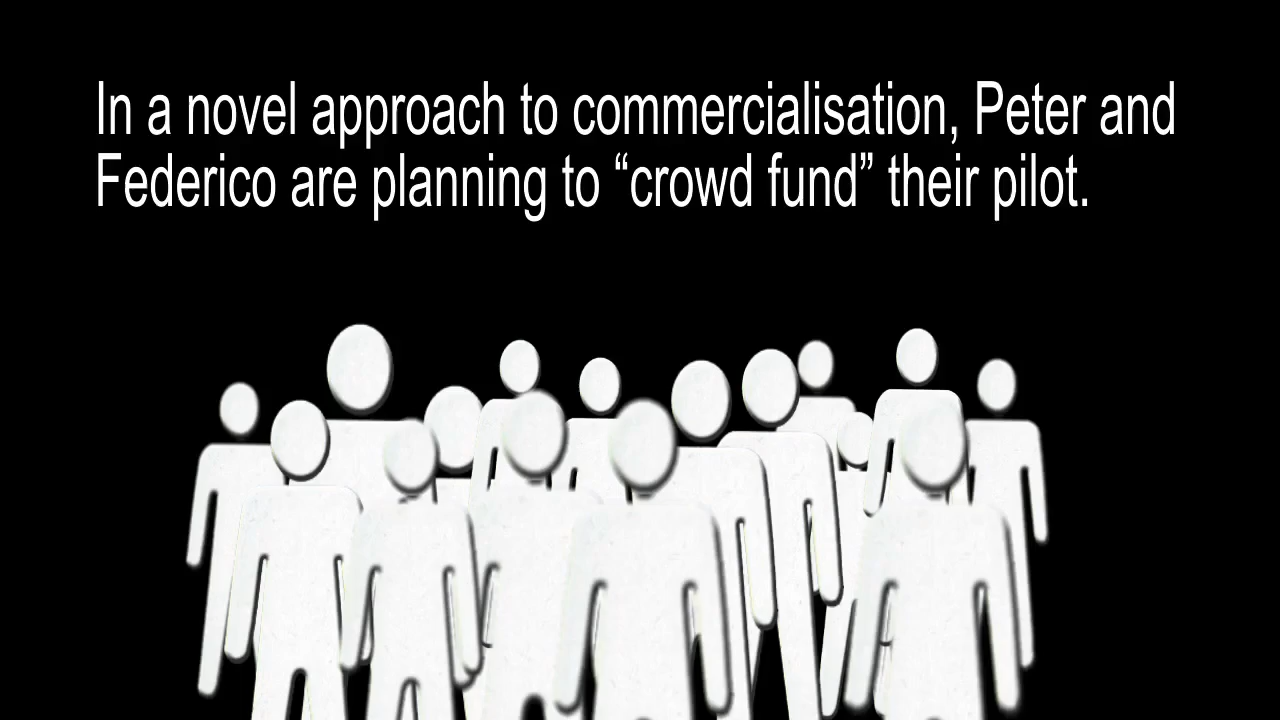 In a novel approach to commercialisation, Peter and
Federico are planning to “crowd fund” their pilot.